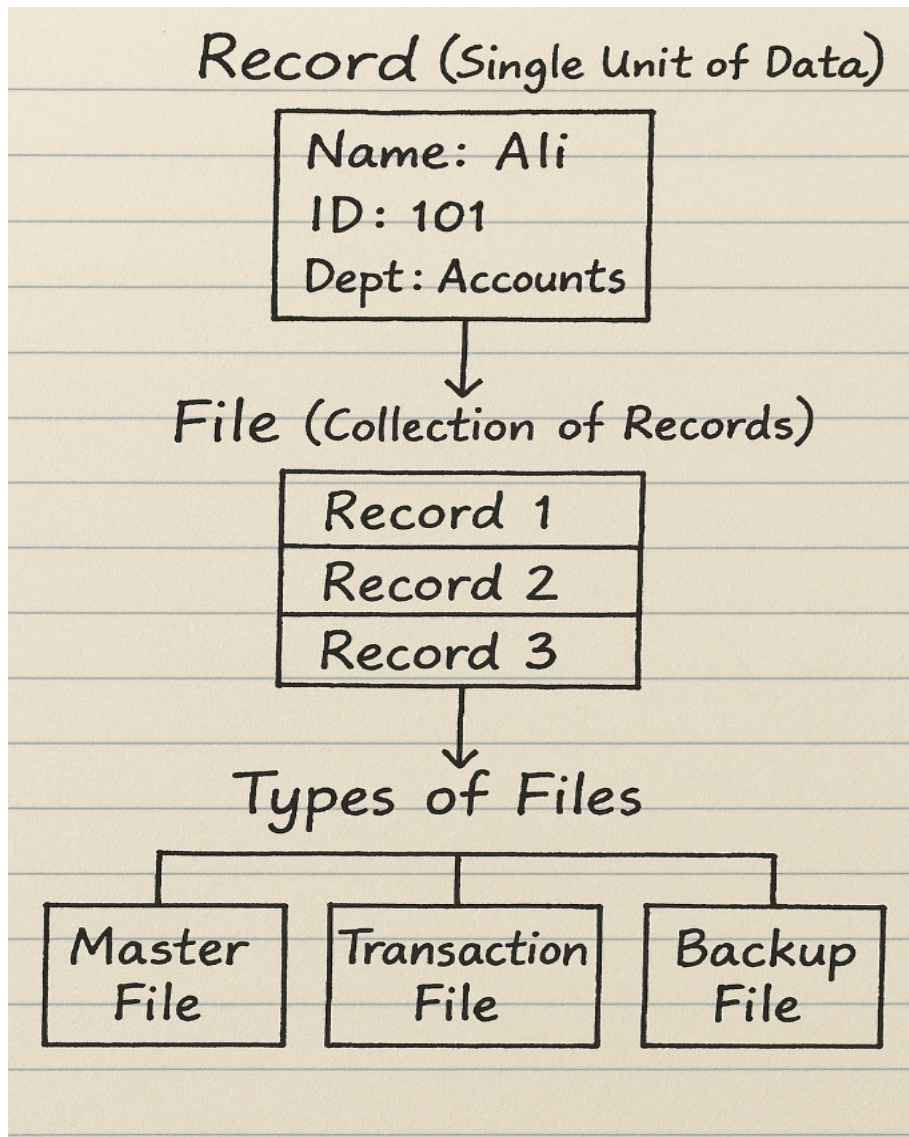 Record (Single Unit of Data)
Name: Ali
ID: 101
Dept: Accounts
File (Collection of Records)
Record 1
Record 2
Record 3
Types of Files
Master File
Transaction File
Backup File